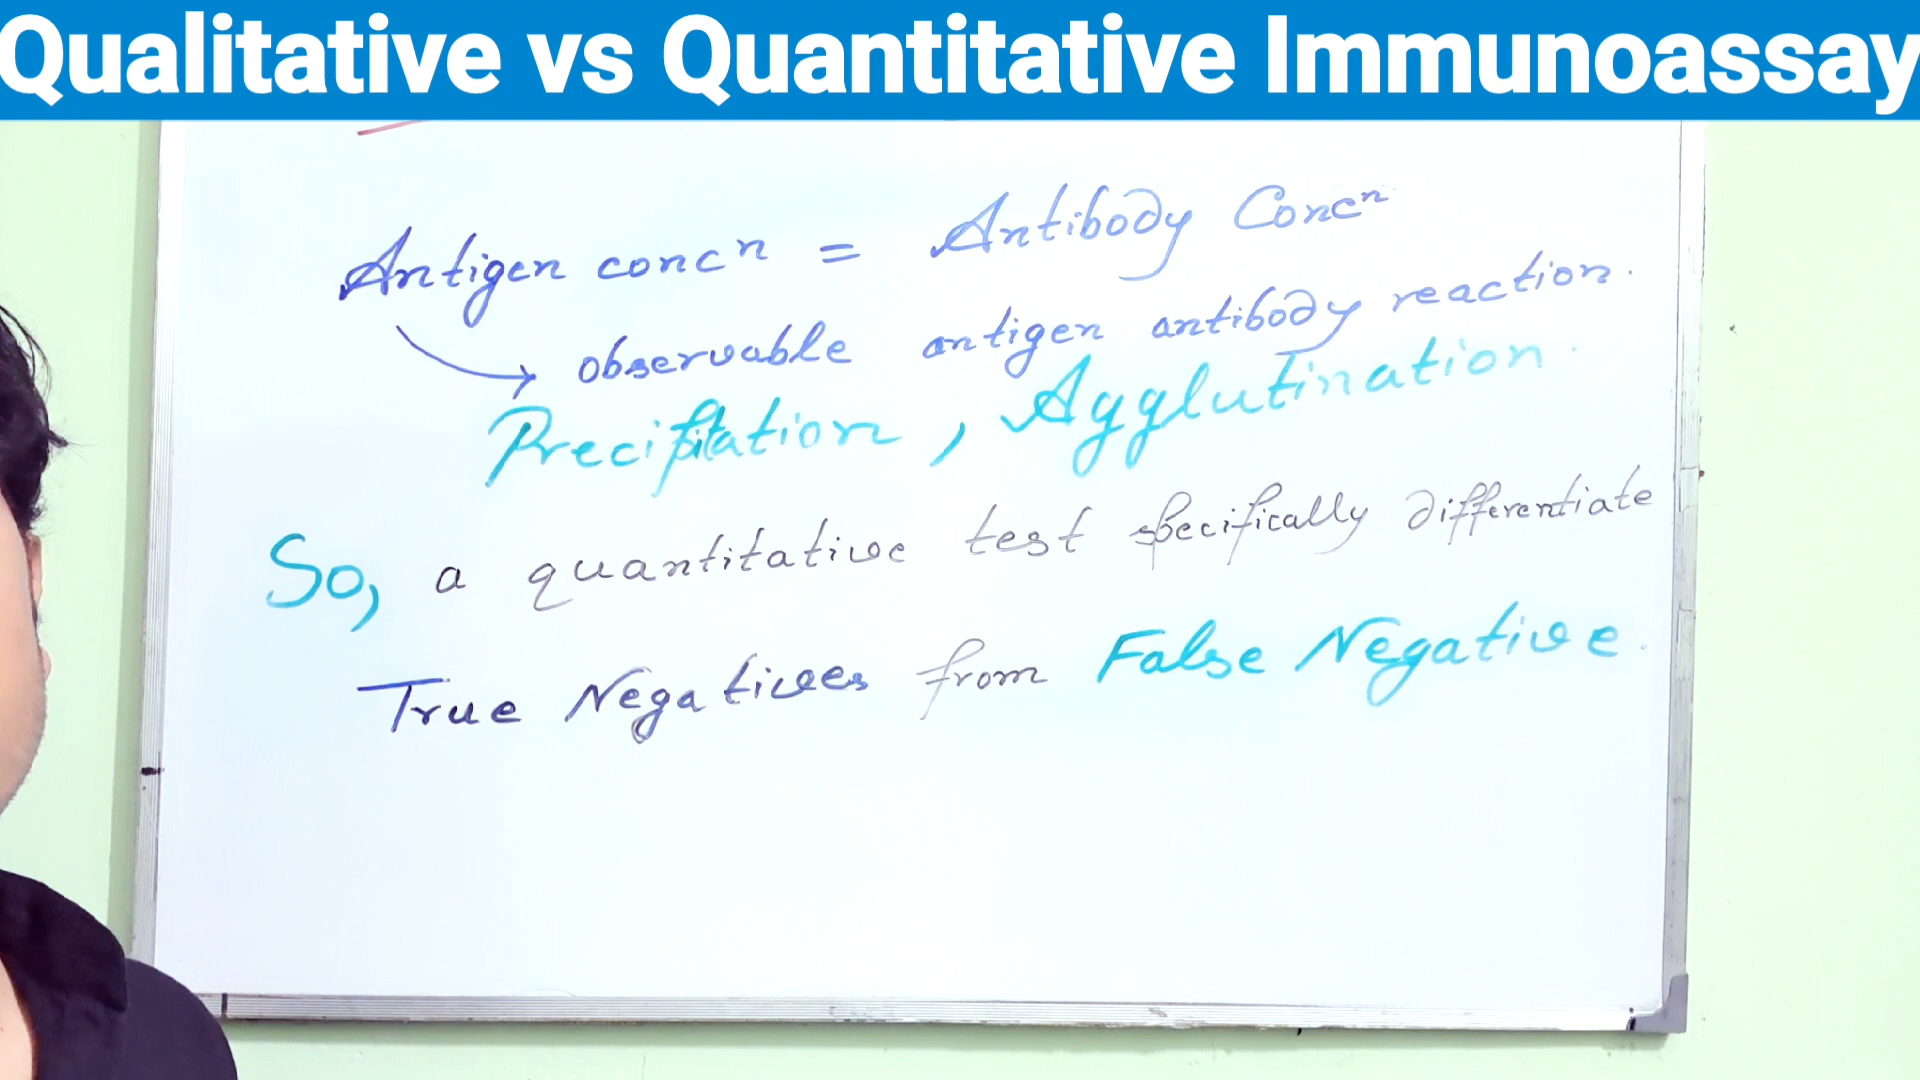 Qualitative vs Quantitative Immunoassay
Antigen concn = Antibody Concn
→ observable antigen antibody reaction.
Precipitation, Agglutination.
So, a quantitative test specifically differentiate
True Negatives from False Negative.